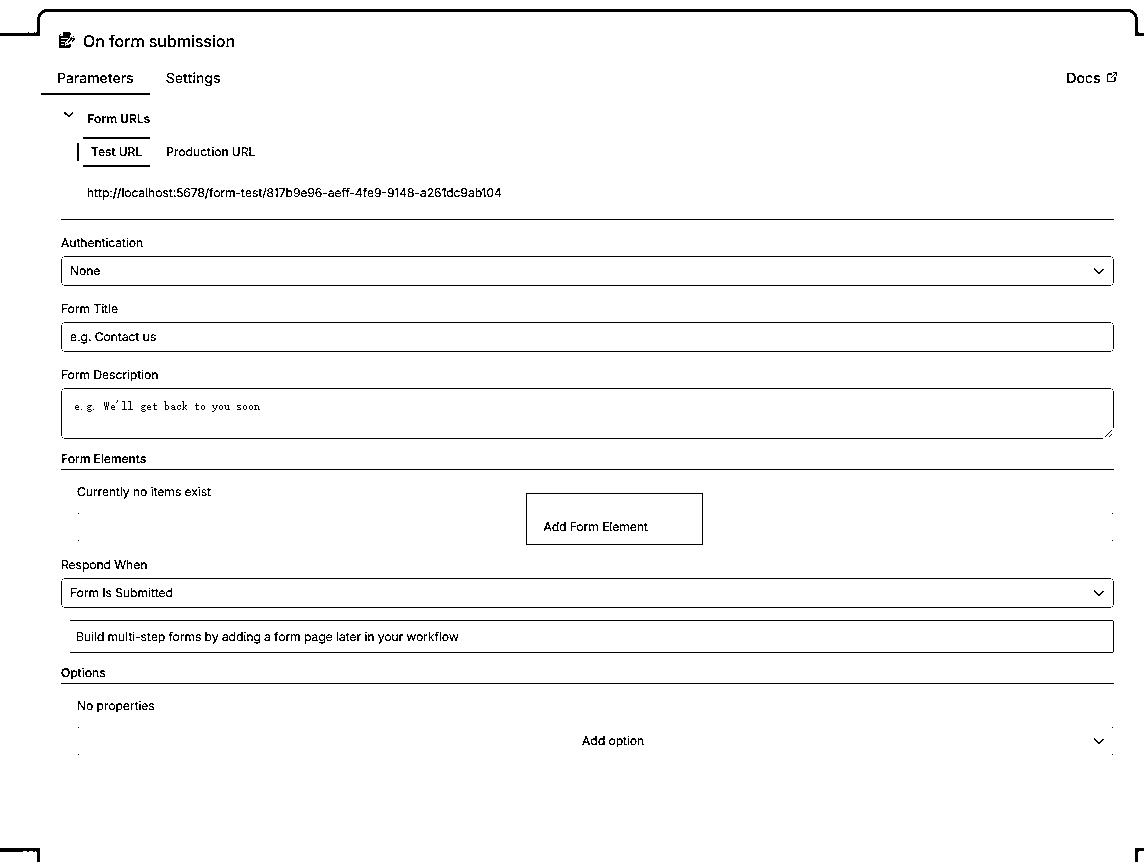 On form submission
Parameters Settings Docs
Form URLs
Test URL Production URL
http://localhost:5678/form-test/817b9e96-aeff-4fe9-9148-a261dc9ab104
Authentication
None
Form Title
e.g. Contact us
Form Description
e.g. We'll get back to you soon
Form Elements
Currently no items exist
Add Form Element
Respond When
Form Is Submitted
Build multi-step forms by adding a form page later in your workflow
Options
No properties
Add option